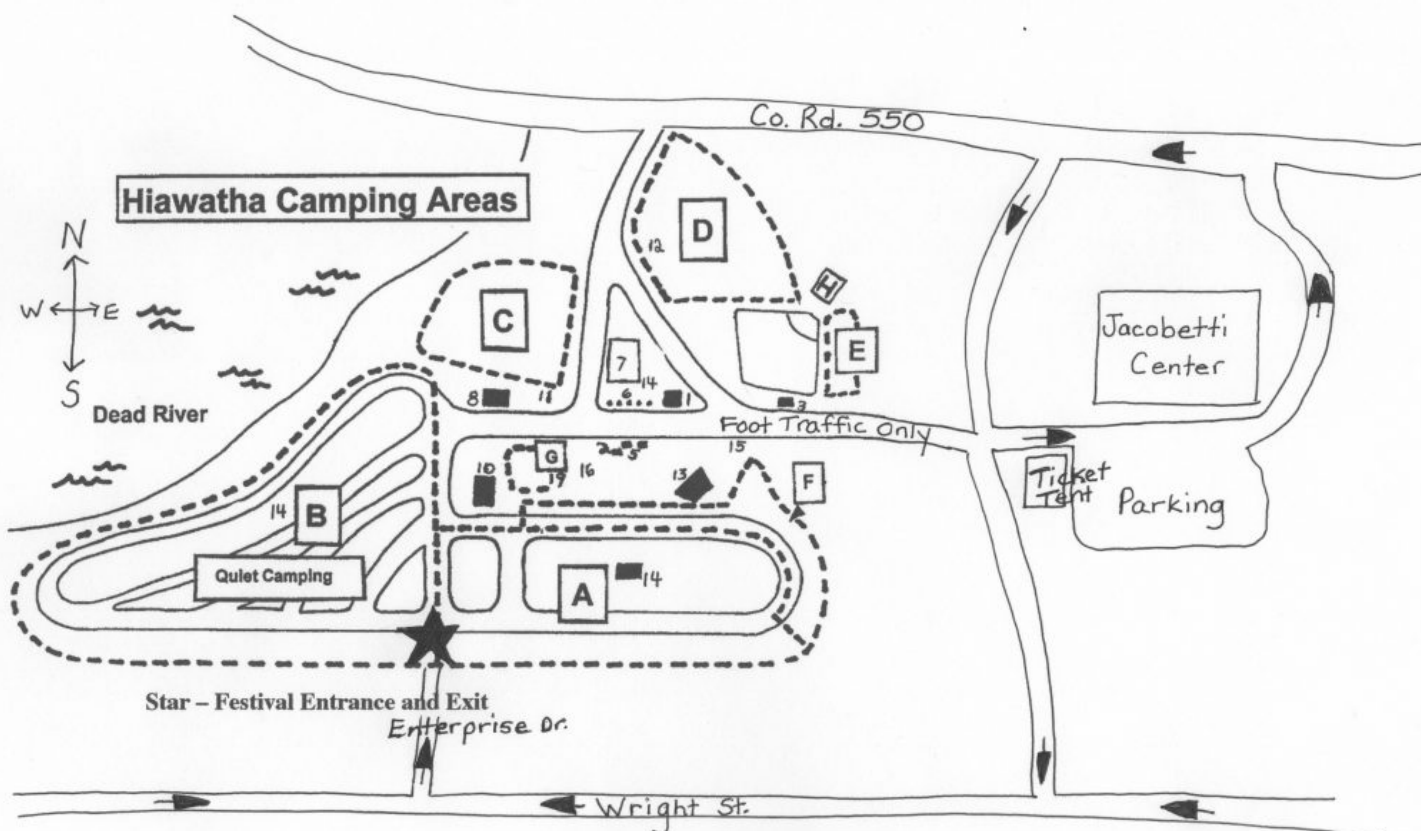 Co. Rd. 550
Hiawatha Camping Areas
N
W E
S
D
12
H
C
E
7
14
6
1
8
11
3
Jacobetti
Center
Dead River
Foot Traffic Only
G
19
16
2
5
15
10
13
F
Ticket
Tent
Parking
14
B
Quiet Camping
A
14
Star – Festival Entrance and Exit
Enterprise Dr.
Wright St.